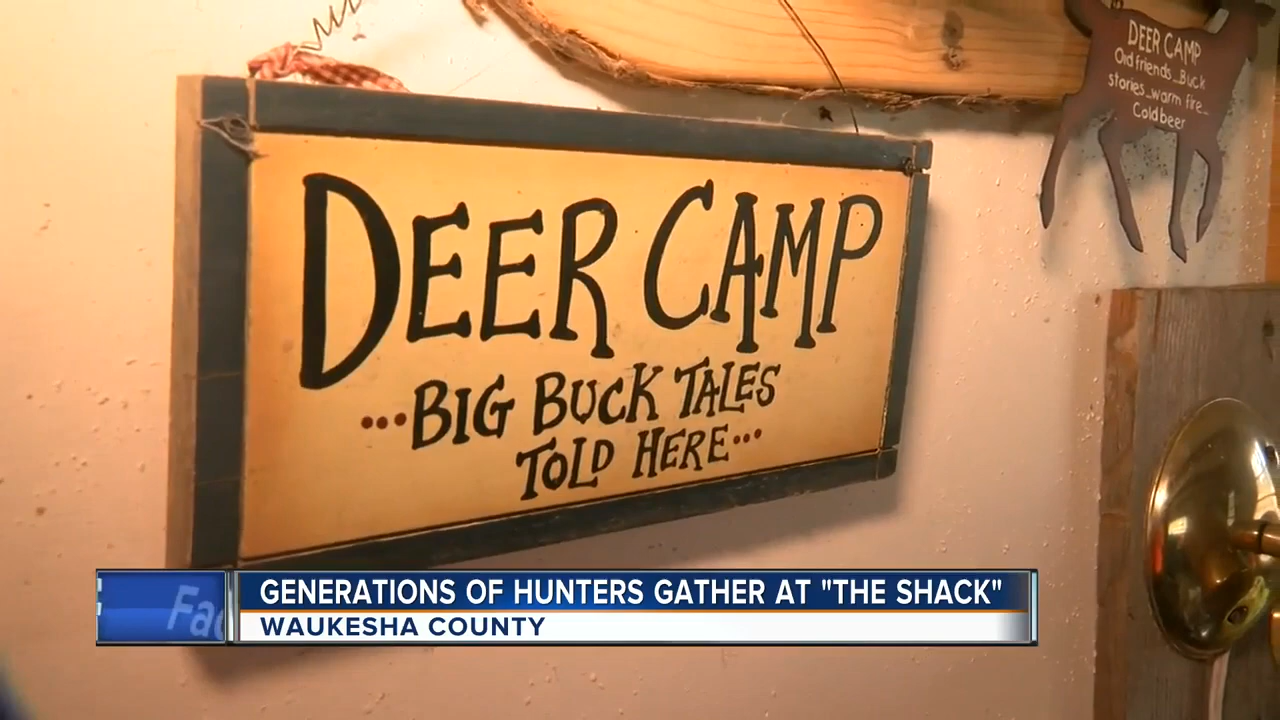 DEER CAMP
...BIG BUCK TALES
TOLD HERE...
DEER CAMP
Old friends...Buck
stories...warm fire...
Cold beer
GENERATIONS OF HUNTERS GATHER AT "THE SHACK"
WAUKESHA COUNTY